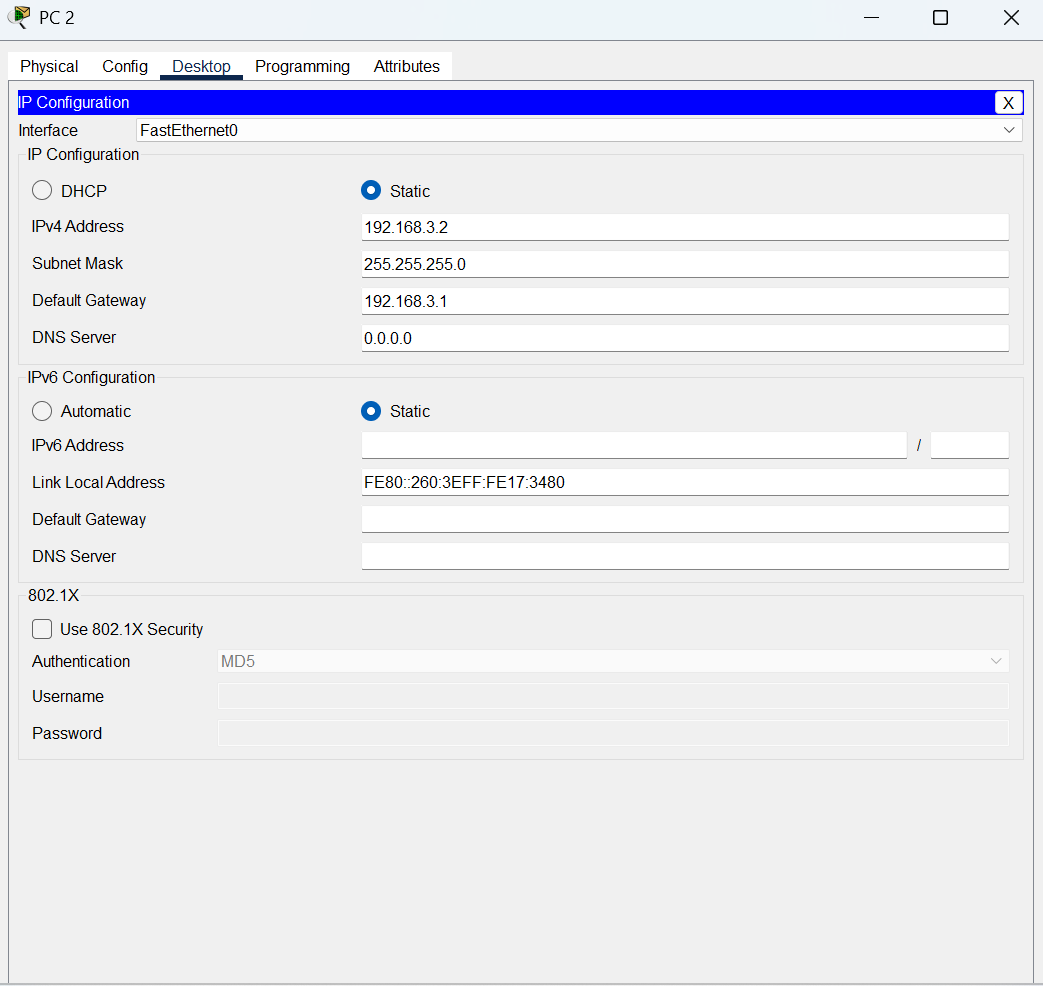 PC 2
Physical Config Desktop Programming Attributes
IP Configuration X
Interface FastEthernet0
IP Configuration
DHCP Static
IPv4 Address 192.168.3.2
Subnet Mask 255.255.255.0
Default Gateway 192.168.3.1
DNS Server 0.0.0.0
IPv6 Configuration
Automatic Static
IPv6 Address /
Link Local Address FE80::260:3EFF:FE17:3480
Default Gateway
DNS Server
802.1X
Use 802.1X Security
Authentication MD5
Username
Password